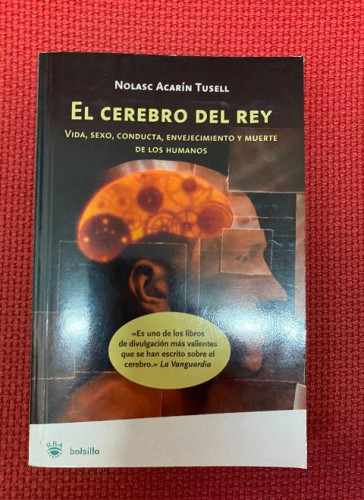 Nolasc Acarín Tusell
El cerebro del rey
Vida, sexo, conducta, envejecimiento y muerte
de los humanos
«Es uno de los libros
de divulgación más valientes
que se han escrito sobre el
cerebro.» La Vanguardia
RBA
bolsillo